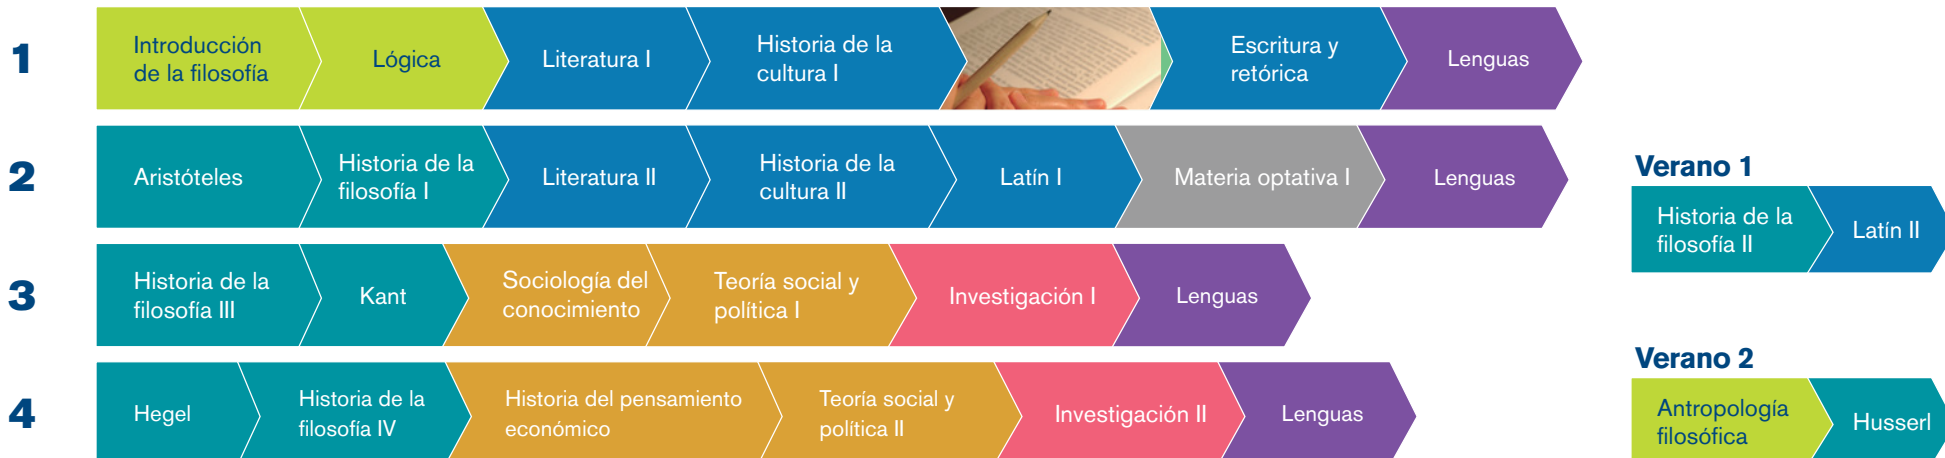 1
Introducción
de la filosofía
Lógica
Literatura I
Historia de la
cultura I
Escritura y
retórica
Lenguas
2
Aristóteles
Historia de la
filosofía I
Literatura II
Historia de la
cultura II
Latín I
Materia optativa I
Lenguas
Verano 1
Historia de la
filosofía II
Latín II
3
Historia de la
filosofía III
Kant
Sociología del
conocimiento
Teoría social y
política I
Investigación I
Lenguas
4
Hegel
Historia de la
filosofía IV
Historia del pensamiento
económico
Teoría social y
política II
Investigación II
Lenguas
Verano 2
Antropología
filosófica
Husserl